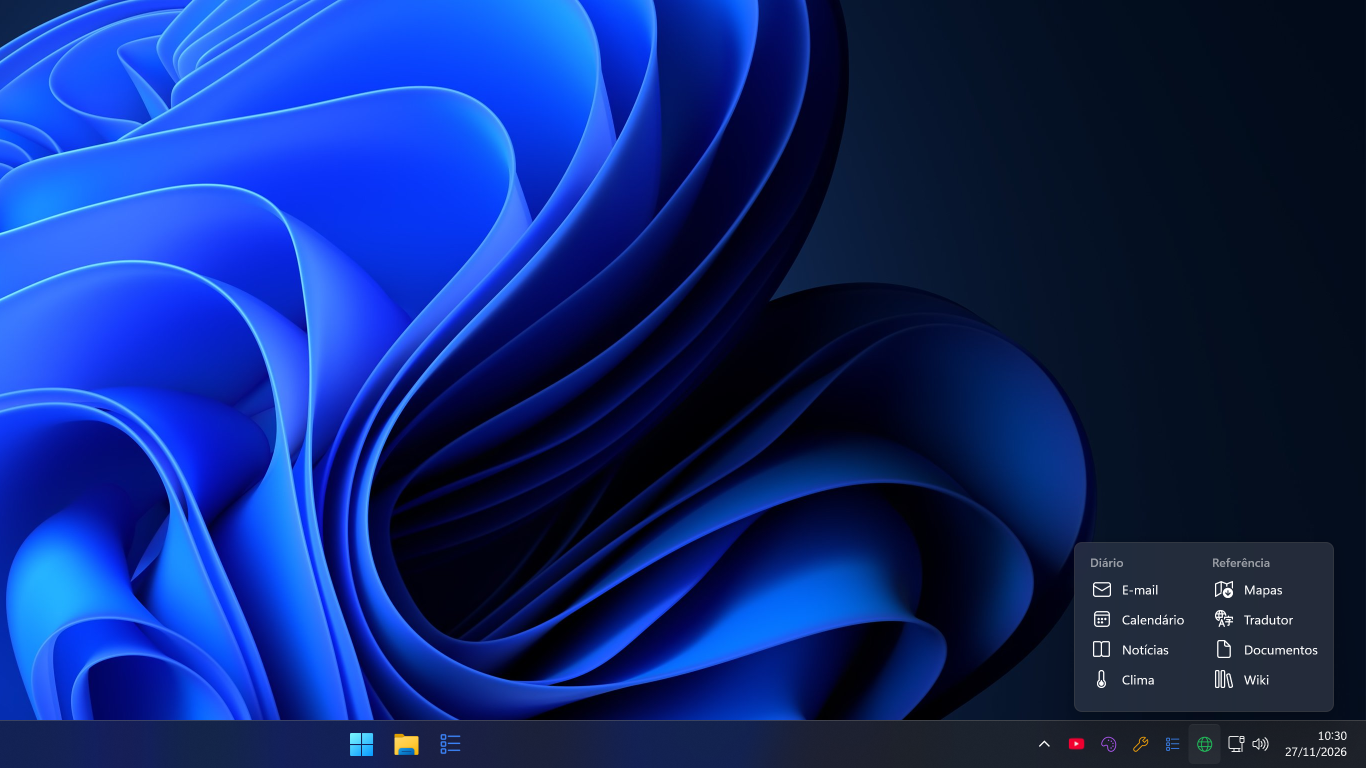 Diário
E-mail
Calendário
Notícias
Clima
Referência
Mapas
Tradutor
Documentos
Wiki
10:30
27/11/2026